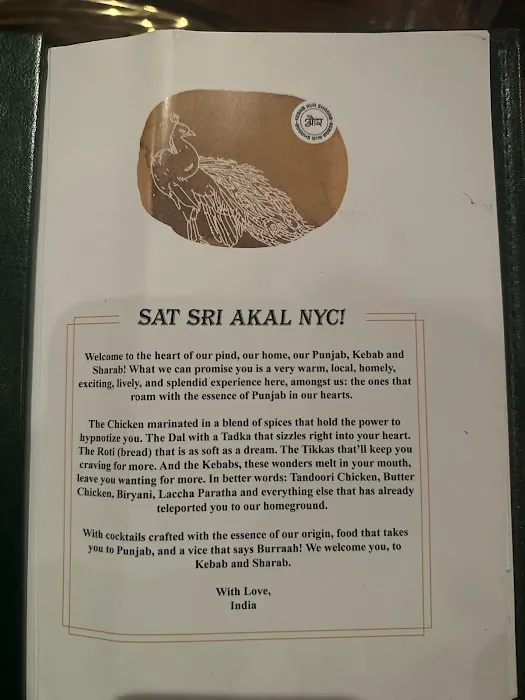 KEBAB AUR SHARAB
और
SAT SRI AKAL NYC!
Welcome to the heart of our pind, our home, our Punjab, Kebab and
Sharab! What we can promise you is a very warm, local, homely,
exciting, lively, and splendid experience here, amongst us: the ones that
roam with the essence of Punjab in our hearts.
The Chicken marinated in a blend of spices that hold the power to
hypnotize you. The Dal with a Tadka that sizzles right into your heart.
The Roti (bread) that is as soft as a dream. The Tikkas that'll keep you
craving for more. And the Kebabs, these wonders melt in your mouth,
leave you wanting for more. In better words: Tandoori Chicken, Butter
Chicken, Biryani, Laccha Paratha and everything else that has already
teleported you to our homeground.
With cocktails crafted with the essence of our origin, food that takes
you to Punjab, and a vice that says Burraah! We welcome you, to
Kebab and Sharab.
With Love,
India